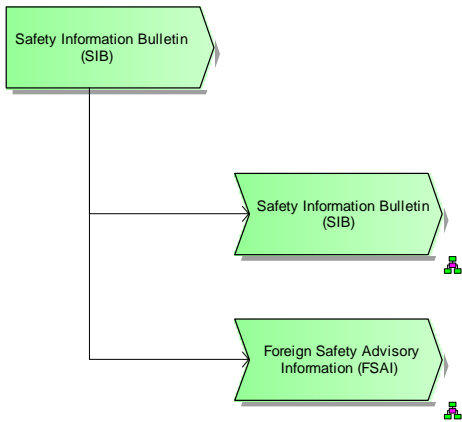 Safety Information Bulletin
(SIB)
Safety Information Bulletin
(SIB)
Foreign Safety Advisory
Information (FSAI)